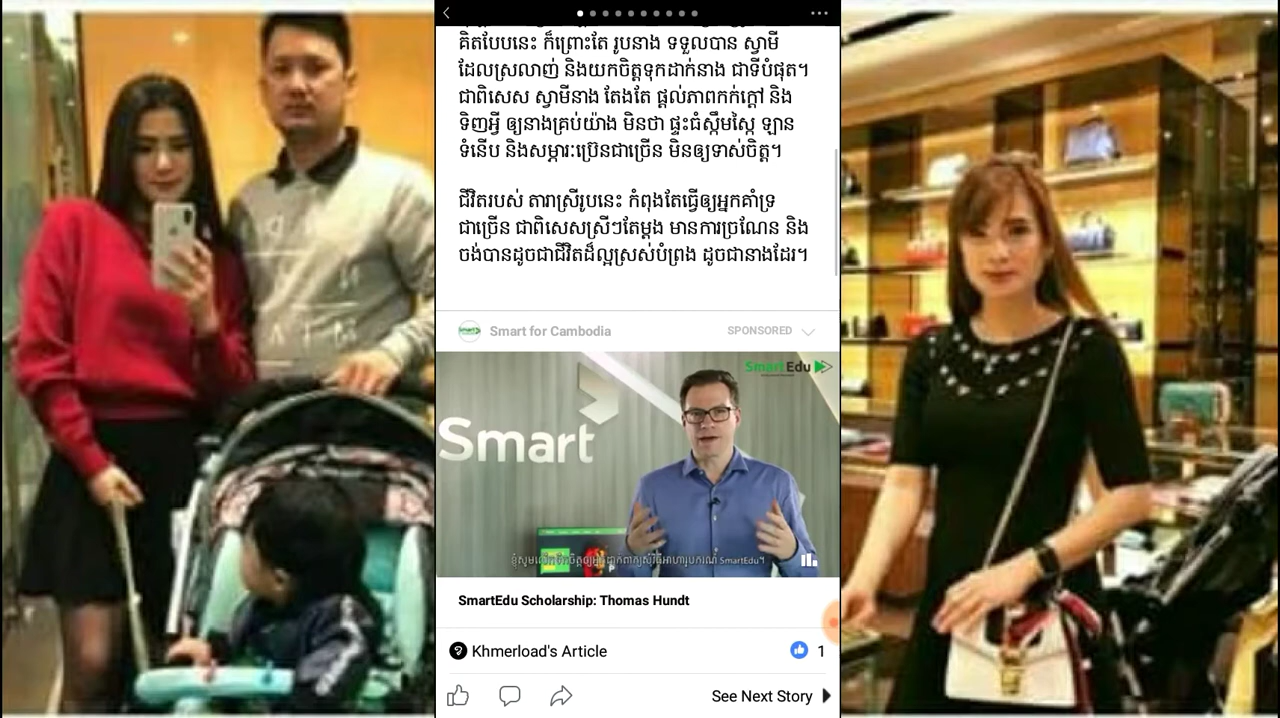 គិតបែបនេះ ក៏ព្រោះតែ រូបនាង ទទួលបាន ស្វាមី
ដែលស្រលាញ់ និងយកចិត្តទុកដាក់នាង ជាទីបំផុត។
ជាពិសេស ស្វាមីនាង តែងតែ ផ្តល់ភាពកក់ក្តៅ និង
ទិញអ្វី ឲ្យនាងគ្រប់យ៉ាង មិនថា ផ្ទះធំស្កឹមស្កៃ ឡាន
ទំនើប និងសម្ភារៈប្រ៊េនជាច្រើន មិនឲ្យទាស់ចិត្ត។
ជីវិតរបស់ តារាស្រីរូបនេះ កំពុងតែធ្វើឲ្យអ្នកគាំទ្រ
ជាច្រើន ជាពិសេសស្រីៗតែម្តង មានការច្រណែន និង
ចង់បានដូចជាជីវិតដ៏ល្អស្រស់បំព្រង ដូចជានាងដែរ។
Smart for Cambodia
SPONSORED
SmartEdu
Smart
SmartEdu។
SmartEdu Scholarship: Thomas Hundt
Khmerload's Article
1
See Next Story